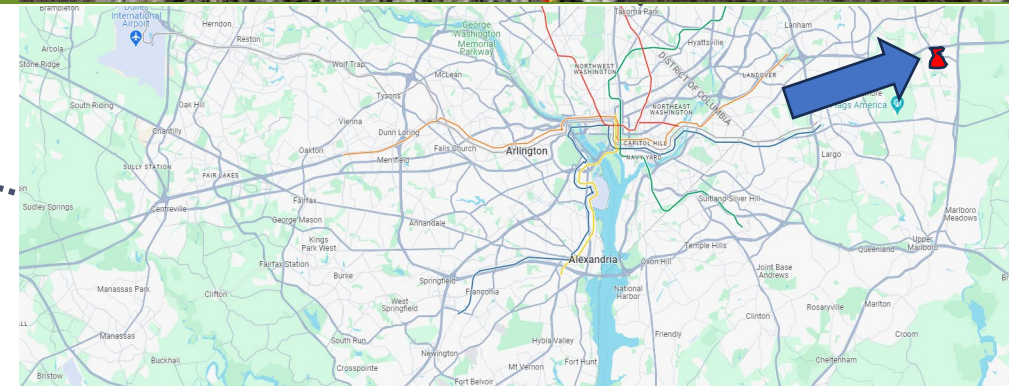 Brampton
Dulles
International
Airport
Herndon
Reston
George
Washington
Memorial
Parkway
Takoma Park
Lanham
Arcola
Stone Ridge
Wolf Trap
McLean
Hyattsville
NORTHWEST
WASHINGTON
DISTRICT OF COLUMBIA
LANDOVER
Tysons
South Riding
Oak Hill
NORTHEAST
WASHINGTON
lags America
Vienna
Chantilly
Dunn Loring
Oakton
Falls Church
Arlington
CAPITOL HILL
NAVY YARD
Merrifield
Largo
SULLY STATION
FAIR LAKES
Fairfax
Suitland-Silver Hill
Sudley Springs
Centreville
George Mason
Annandale
Marlboro
Meadows
Kings
Park West
Temple Hills
Upper
Marlboro
Queenland
Fairfax Station
Alexandria
Oxon Hill
Joint Base
Andrews
Burke
Springfield
Franconia
National
Harbor
Manassas Park
Clifton
West
Springfield
Rosaryville
Marlton
Clinton
Manassas
South Run
Hybla Valley
Friendly
Croom
Newington
Buckhall
Crosspointe
Mt Vernon
Fort Hunt
Cheltenham
Bristow
Fort Belvoir